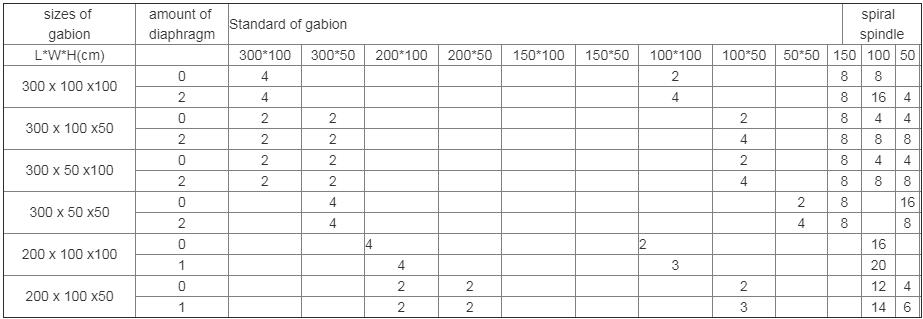 sizes of gabion amount of diaphragm Standard of gabion spiral spindle
L*W*H(cm) 300*100 300*50 200*100 200*50 150*100 150*50 100*100 100*50 50*50 150 100 50
300 x 100 x100 0 4 2 8 8
2 4 4 8 16 4
300 x 100 x50 0 2 2 2 8 4 4
2 2 2 4 8 8 8
300 x 50 x100 0 2 2 2 8 4 4
2 2 2 4 8 8 8
300 x 50 x50 0 4 2 8 16
2 4 4 8 8
200 x 100 x100 0 4 2 16
1 4 3 20
200 x 100 x50 0 2 2 2 12 4
1 2 2 3 14 6